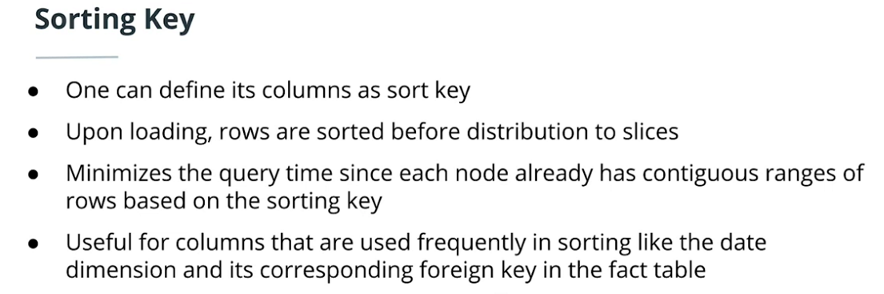 Sorting Key
● One can define its columns as sort key
● Upon loading, rows are sorted before distribution to slices
● Minimizes the query time since each node already has contiguous ranges of
rows based on the sorting key
● Useful for columns that are used frequently in sorting like the date
dimension and its corresponding foreign key in the fact table